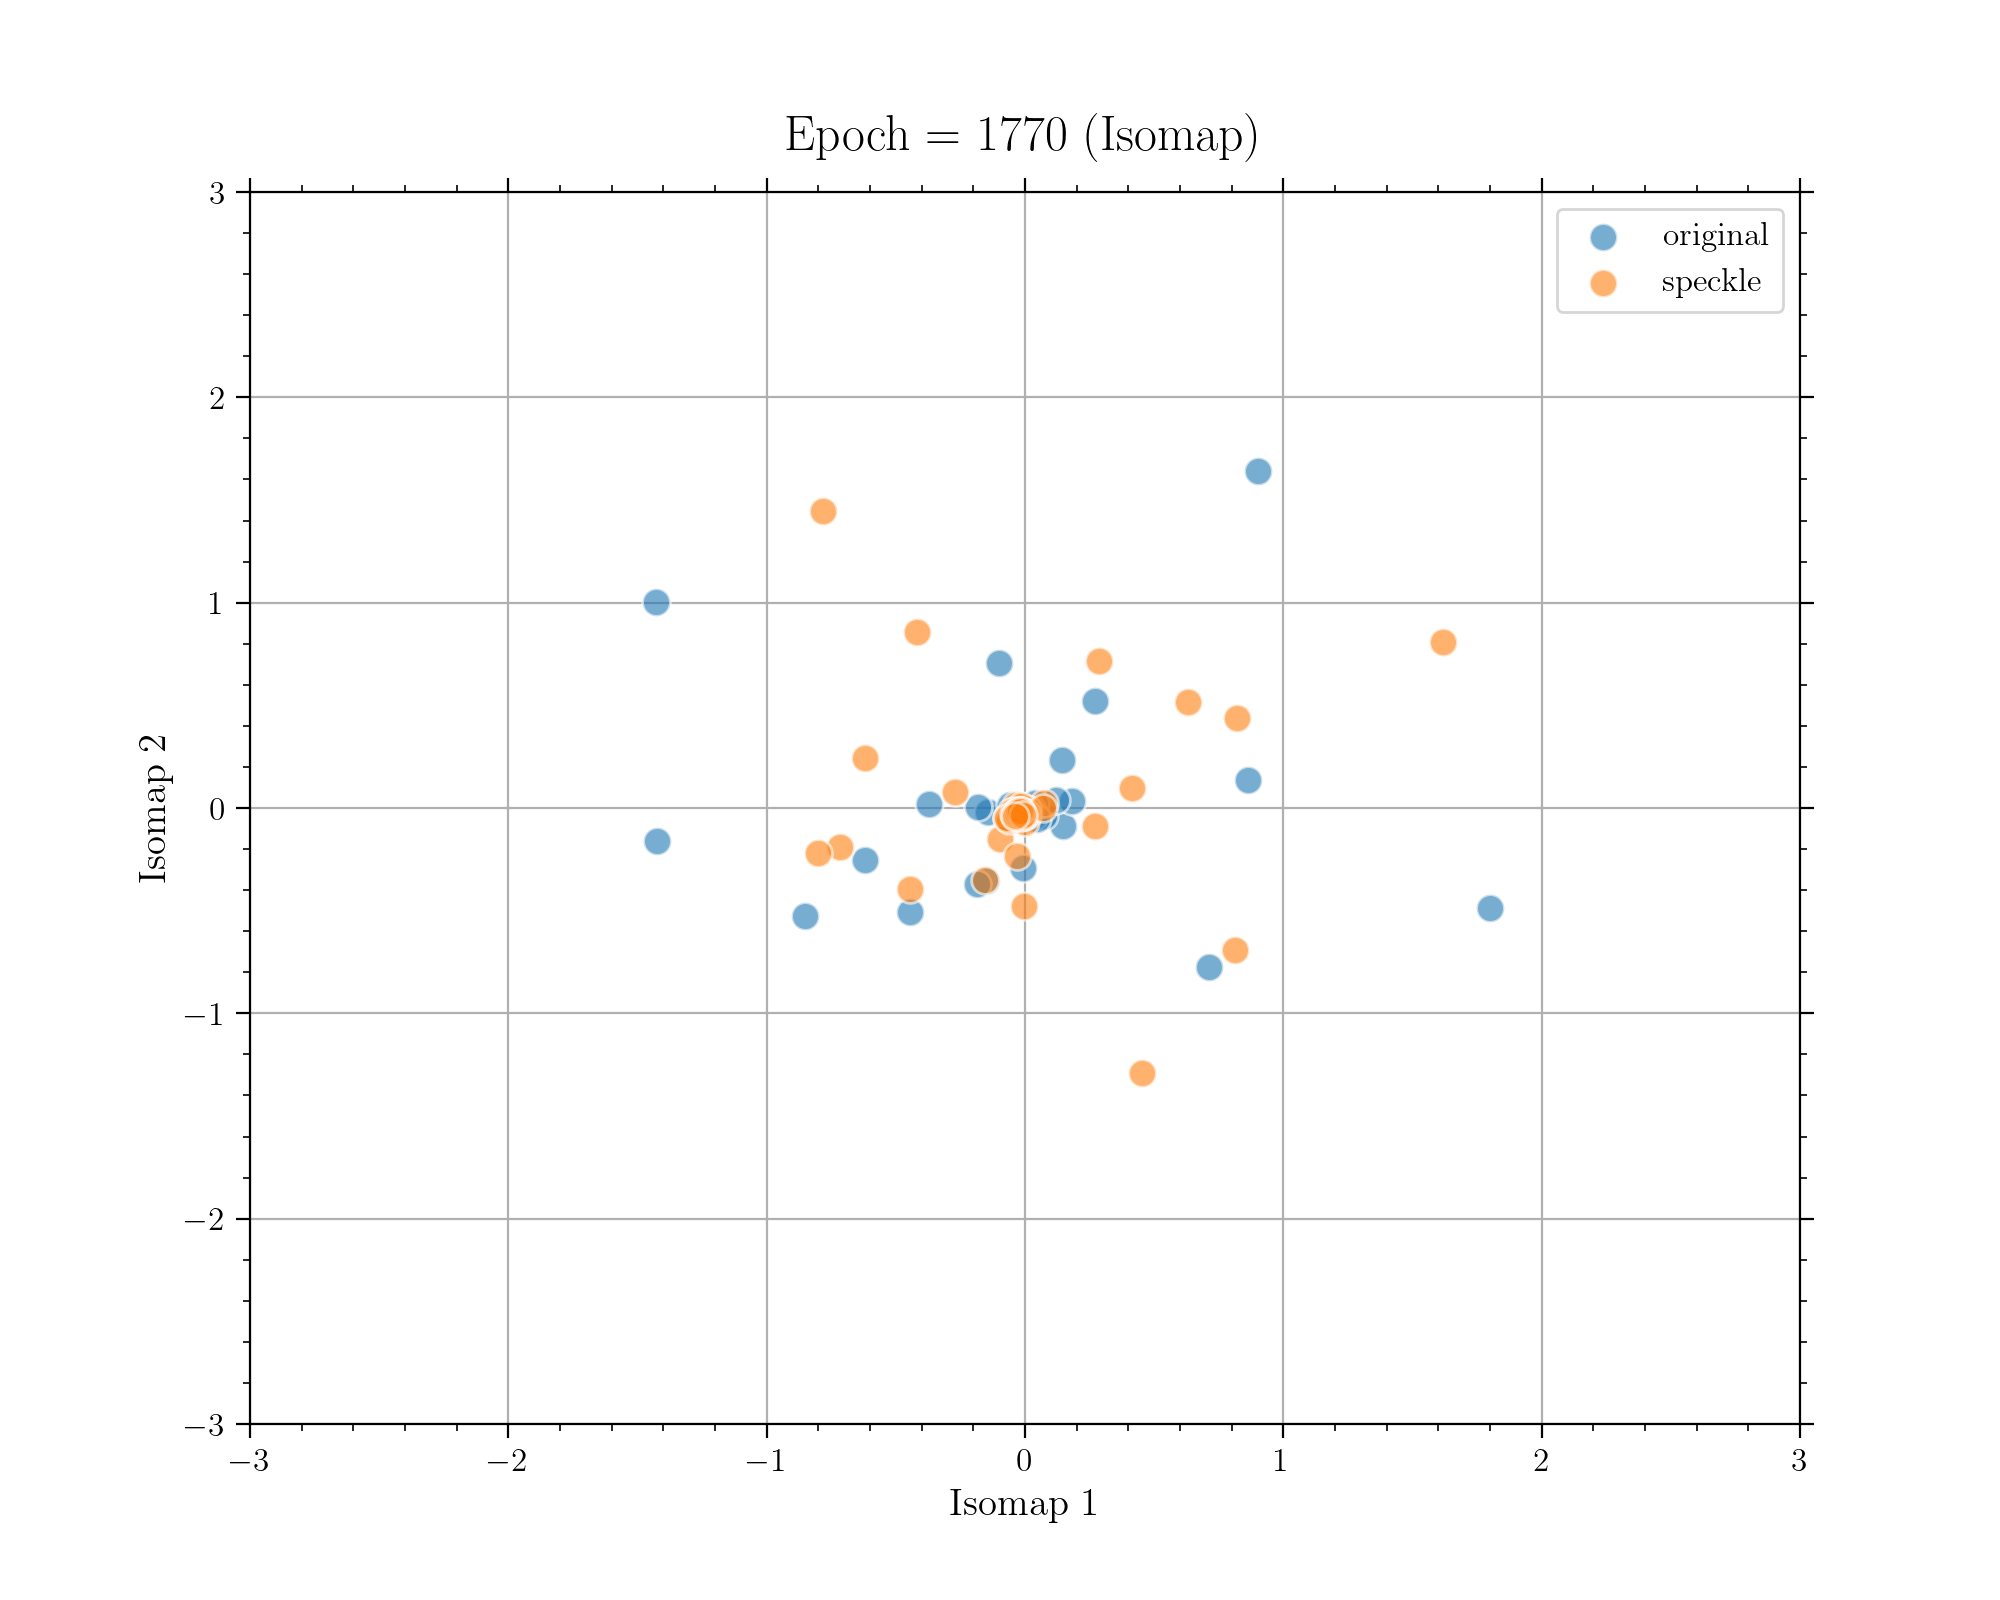 Epoch = 1770 (Isomap)
original
speckle
3
2
1
0
−1
−2
−3
Isomap 2
−3
−2
−1
0
1
2
3
Isomap 1